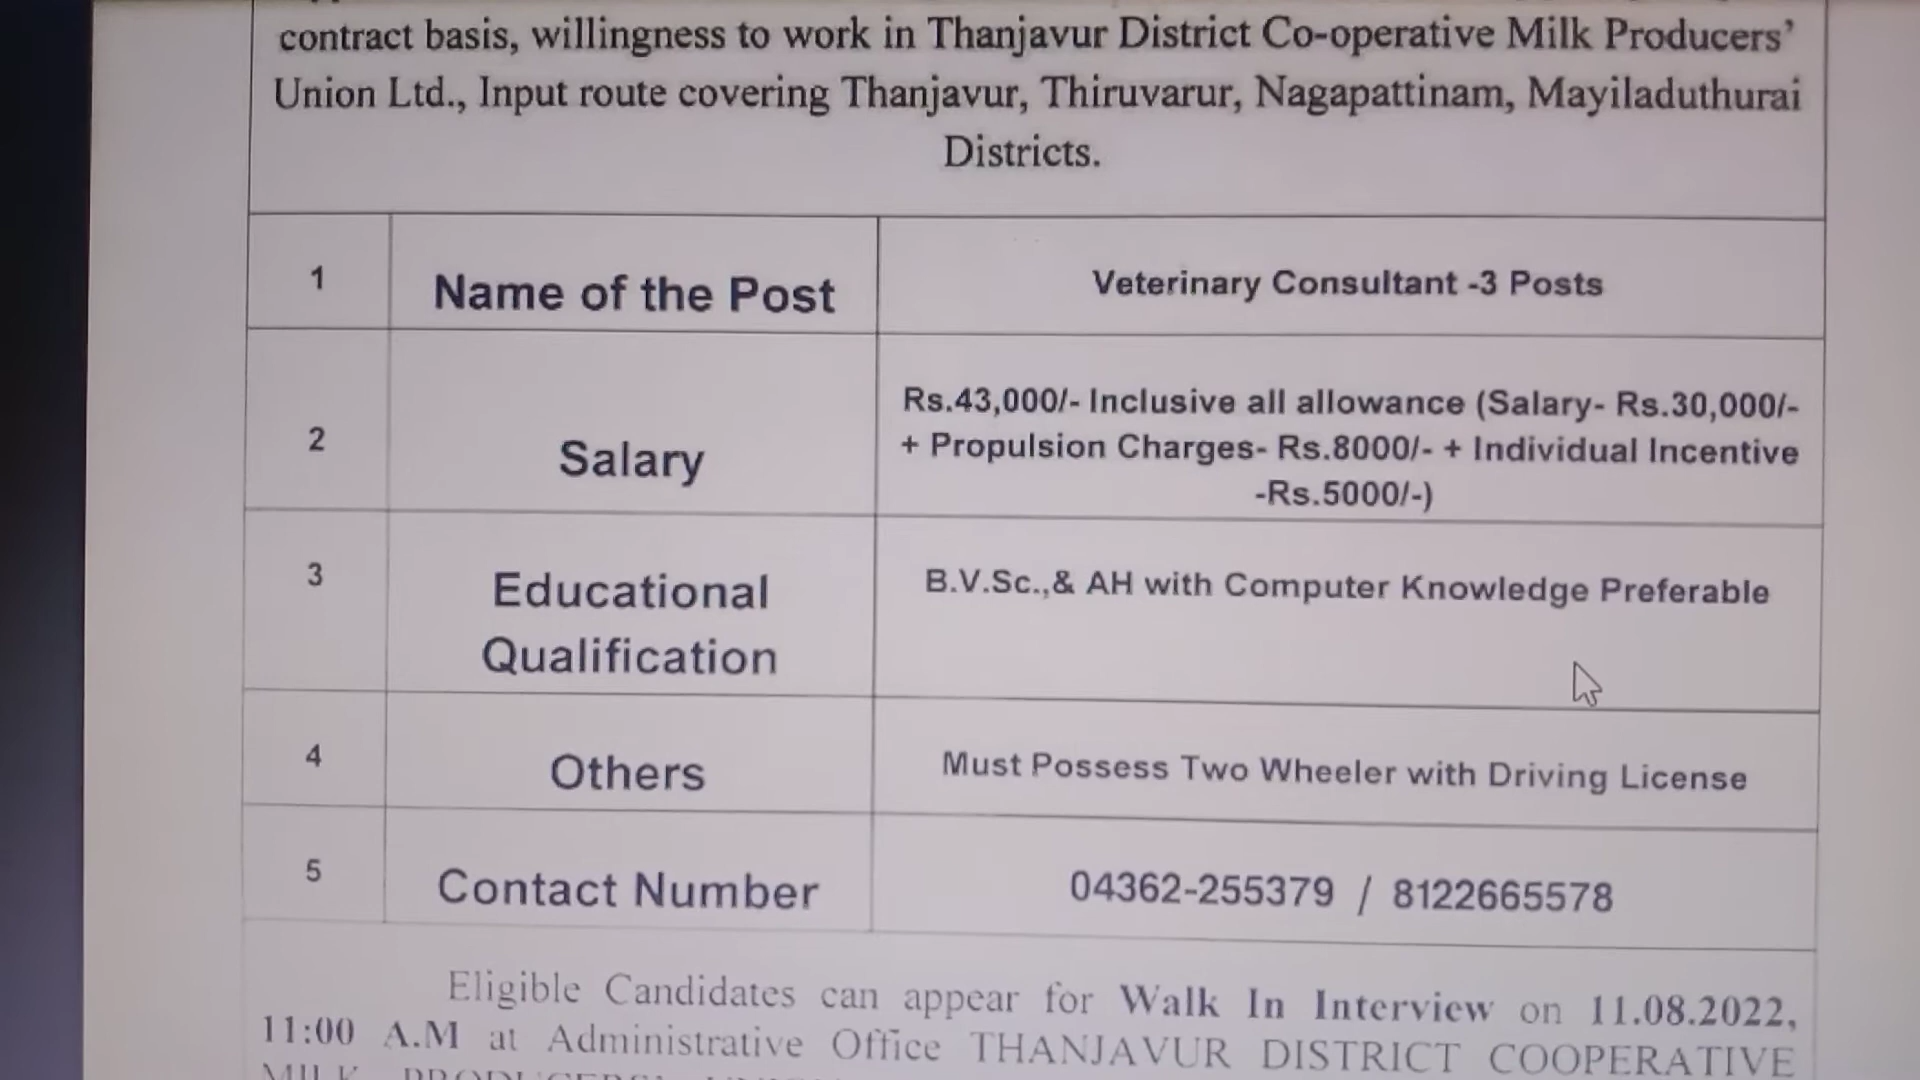 contract basis, willingness to work in Thanjavur District Co-operative Milk Producers’
Union Ltd., Input route covering Thanjavur, Thiruvarur, Nagapattinam, Mayiladuthurai
Districts.
1
Name of the Post
Veterinary Consultant -3 Posts
2
Salary
Rs.43,000/- Inclusive all allowance (Salary- Rs.30,000/-
+ Propulsion Charges- Rs.8000/- + Individual Incentive
-Rs.5000/-)
3
Educational
Qualification
B.V.Sc.,& AH with Computer Knowledge Preferable
4
Others
Must Possess Two Wheeler with Driving License
5
Contact Number
04362-255379 / 8122665578
Eligible Candidates can appear for Walk In Interview on 11.08.2022,
11:00 A.M at Administrative Office THANJAVUR DISTRICT COOPERATIVE
MILK PRODUCERS'